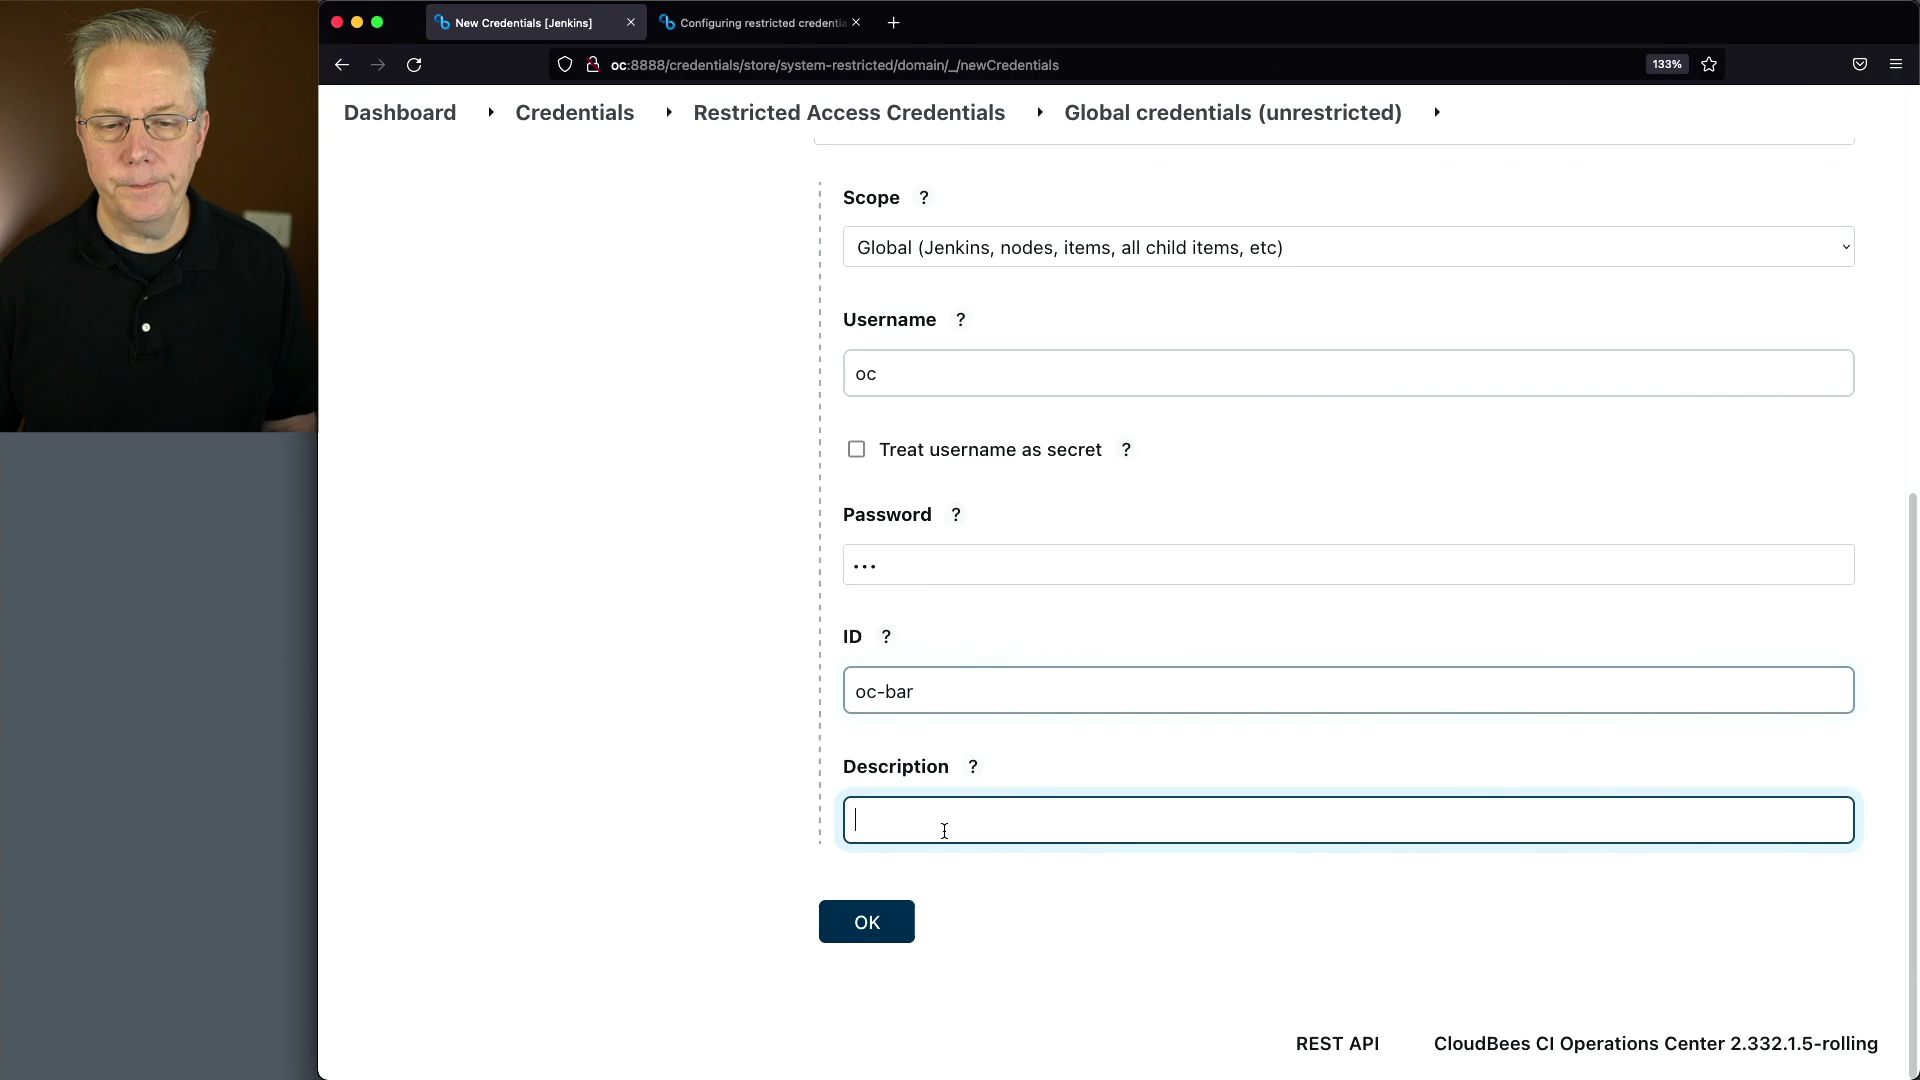 New Credentials [Jenkins]
Configuring restricted credentia
oc:8888/credentials/store/system-restricted/domain/_/newCredentials
133%
Dashboard
Credentials
Restricted Access Credentials
Global credentials (unrestricted)
Scope ?
Global (Jenkins, nodes, items, all child items, etc)
Username ?
oc
Treat username as secret ?
Password ?
•••
ID ?
oc-bar
Description ?
OK
REST API
CloudBees CI Operations Center 2.332.1.5-rolling